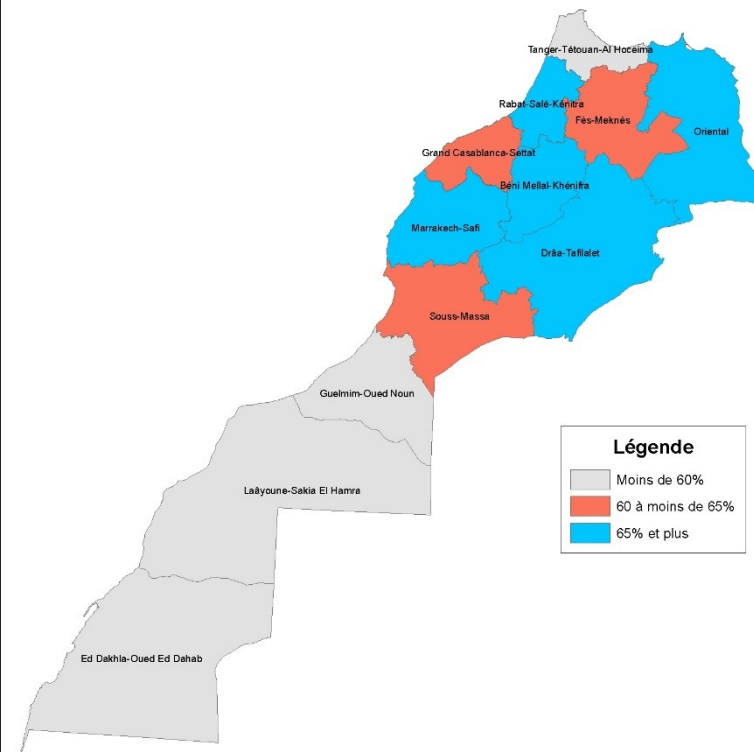 Tanger-Tétouan-Al Hoceima
Rabat-Salé-Kénitra
Fès-Meknès
Oriental
Grand Casablanca-Settat
Béni Mellal-Khénifra
Marrakech-Safi
Drâa-Tafilalet
Souss-Massa
Guelmim-Oued Noun
Laâyoune-Sakia El Hamra
Ed Dakhla-Oued Ed Dahab
Légende
Moins de 60%
60 à moins de 65%
65% et plus